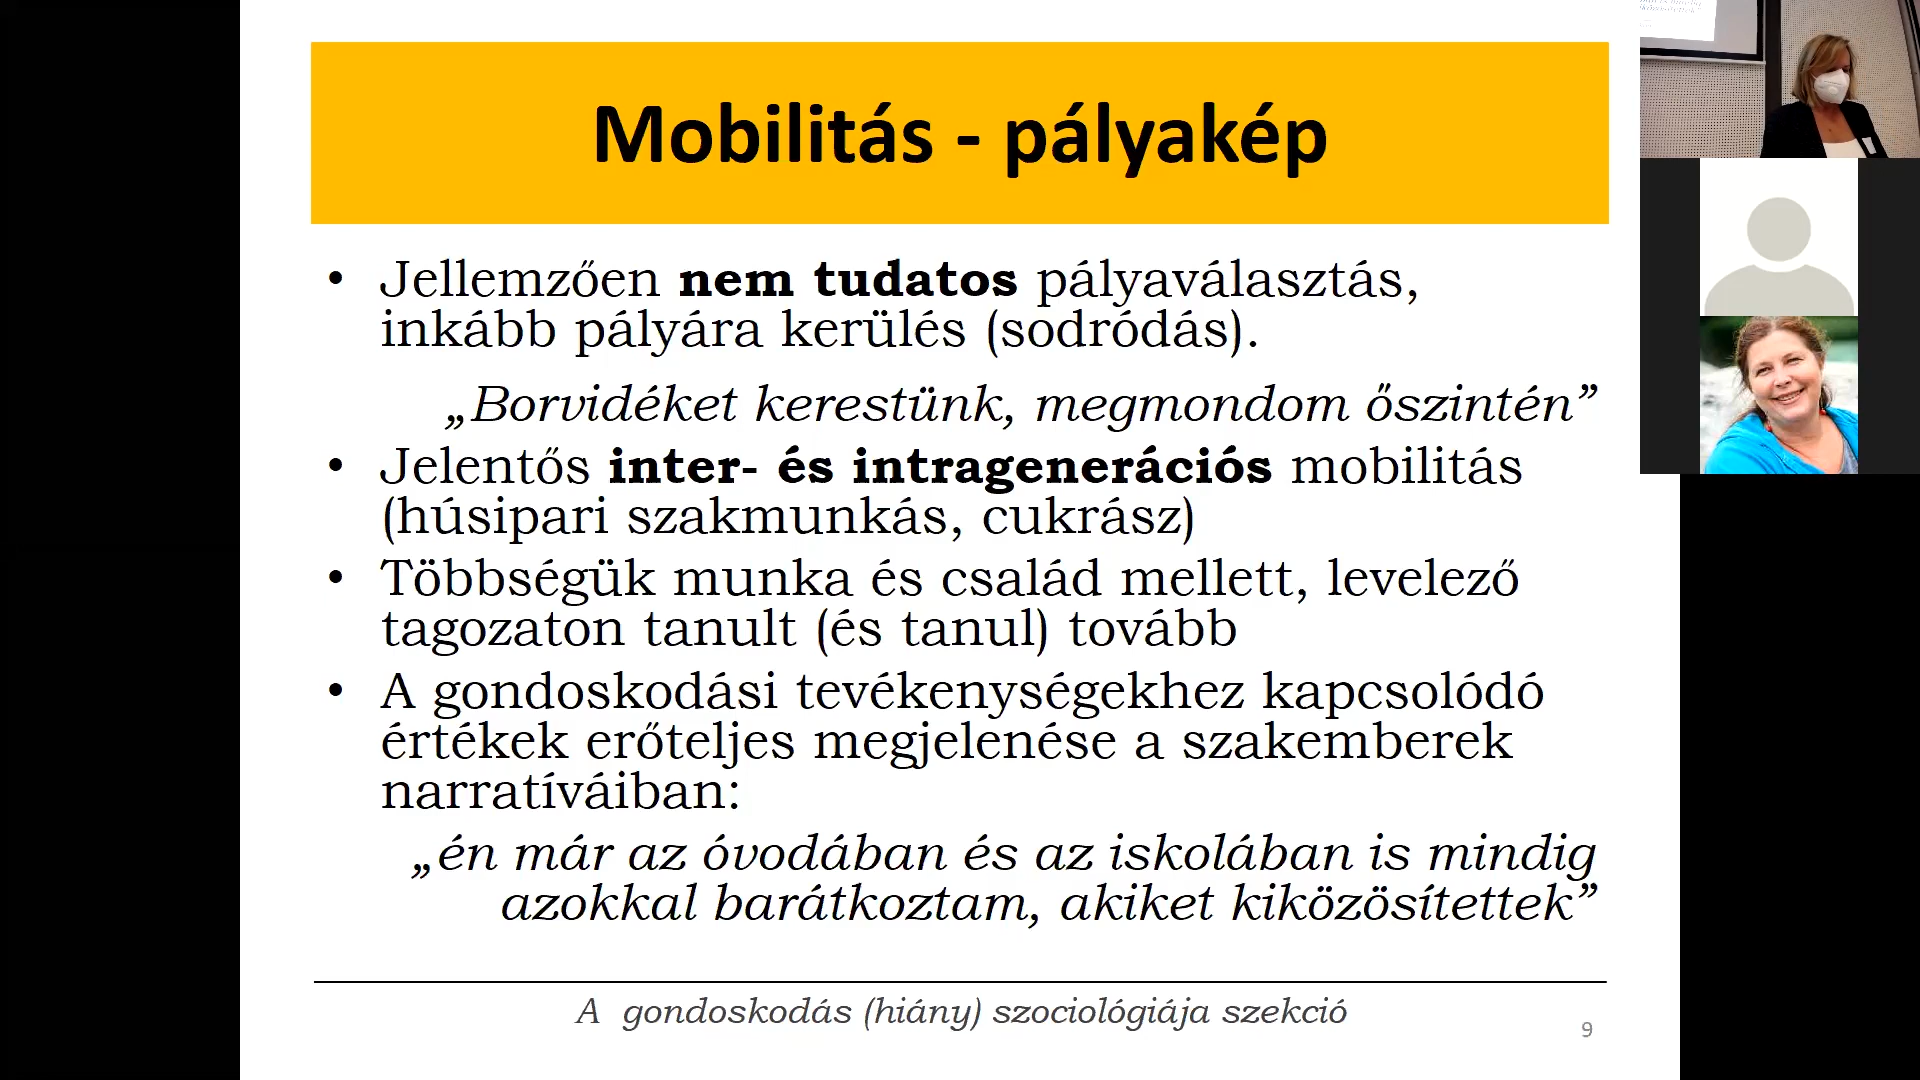 Mobilitás - pályakép
• Jellemzően nem tudatos pályaválasztás,
inkább pályára kerülés (sodródás).
„Borvidéket kerestünk, megmondom őszintén”
• Jelentős inter- és intragenerációs mobilitás
(húsipari szakmunkás, cukrász)
• Többségük munka és család mellett, levelező
tagozaton tanult (és tanul) tovább
• A gondoskodási tevékenységekhez kapcsolódó
értékek erőteljes megjelenése a szakemberek
narratíváiban:
„én már az óvodában és az iskolában is mindig
azokkal barátkoztam, akiket kiközösítettek”
A gondoskodás (hiány) szociológiája szekció
9